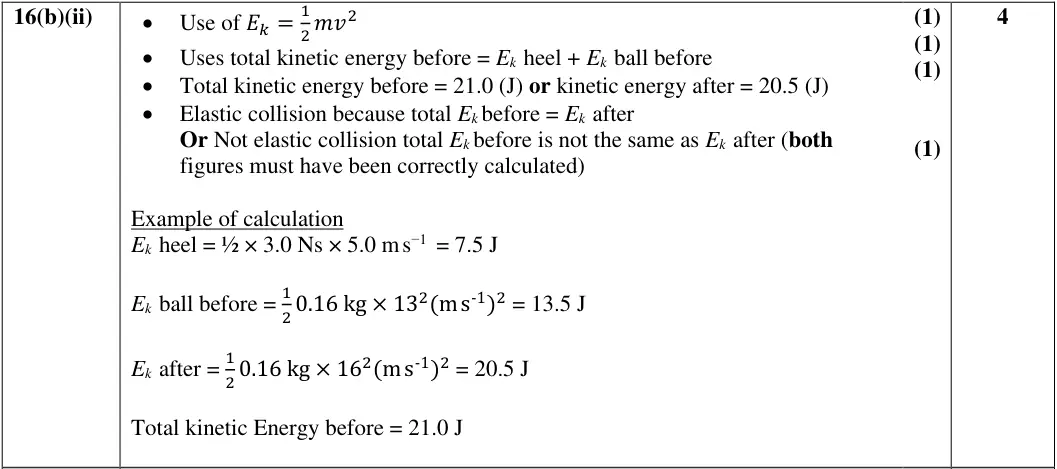 16(b)(ii)
• Use of E_k = 1/2 mv² (1)
• Uses total kinetic energy before = E_k heel + E_k ball before (1)
• Total kinetic energy before = 21.0 (J) or kinetic energy after = 20.5 (J) (1)
• Elastic collision because total E_k before = E_k after
Or Not elastic collision total E_k before is not the same as E_k after (both
figures must have been correctly calculated) (1)
4
Example of calculation
E_k heel = ½ × 3.0 Ns × 5.0 m s⁻¹ = 7.5 J
E_k ball before = 1/2 0.16 kg × 13²(m s⁻¹)² = 13.5 J
E_k after = 1/2 0.16 kg × 16²(m s⁻¹)² = 20.5 J
Total kinetic Energy before = 21.0 J